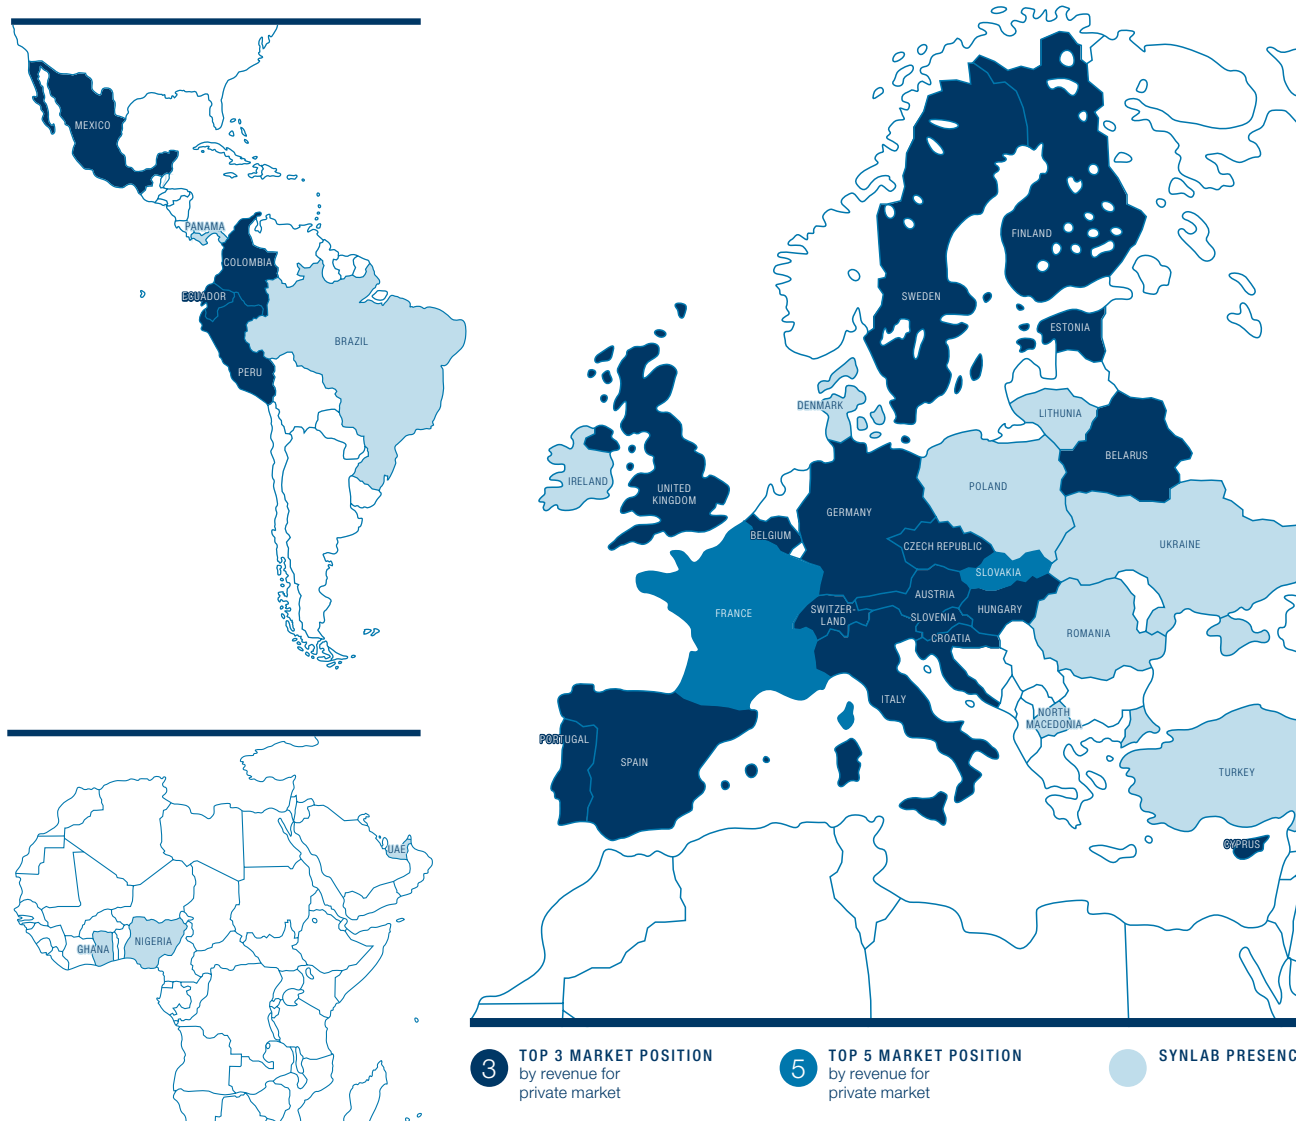 MEXICO
PANAMA
COLOMBIA
ECUADOR
BRAZIL
PERU
FINLAND
SWEDEN
ESTONIA
DENMARK
LITHUNIA
BELARUS
IRELAND
UNITED
KINGDOM
POLAND
GERMANY
BELGIUM
UKRAINE
CZECH REPUBLIC
SLOVAKIA
AUSTRIA
FRANCE
SWITZER-
LAND
HUNGARY
SLOVENIA
CROATIA
ROMANIA
ITALY
NORTH
MACEDONIA
PORTUGAL
SPAIN
TURKEY
CYPRUS
UAE
GHANA
NIGERIA
3
TOP 3 MARKET POSITION
by revenue for
private market
5
TOP 5 MARKET POSITION
by revenue for
private market
SYNLAB PRESENC